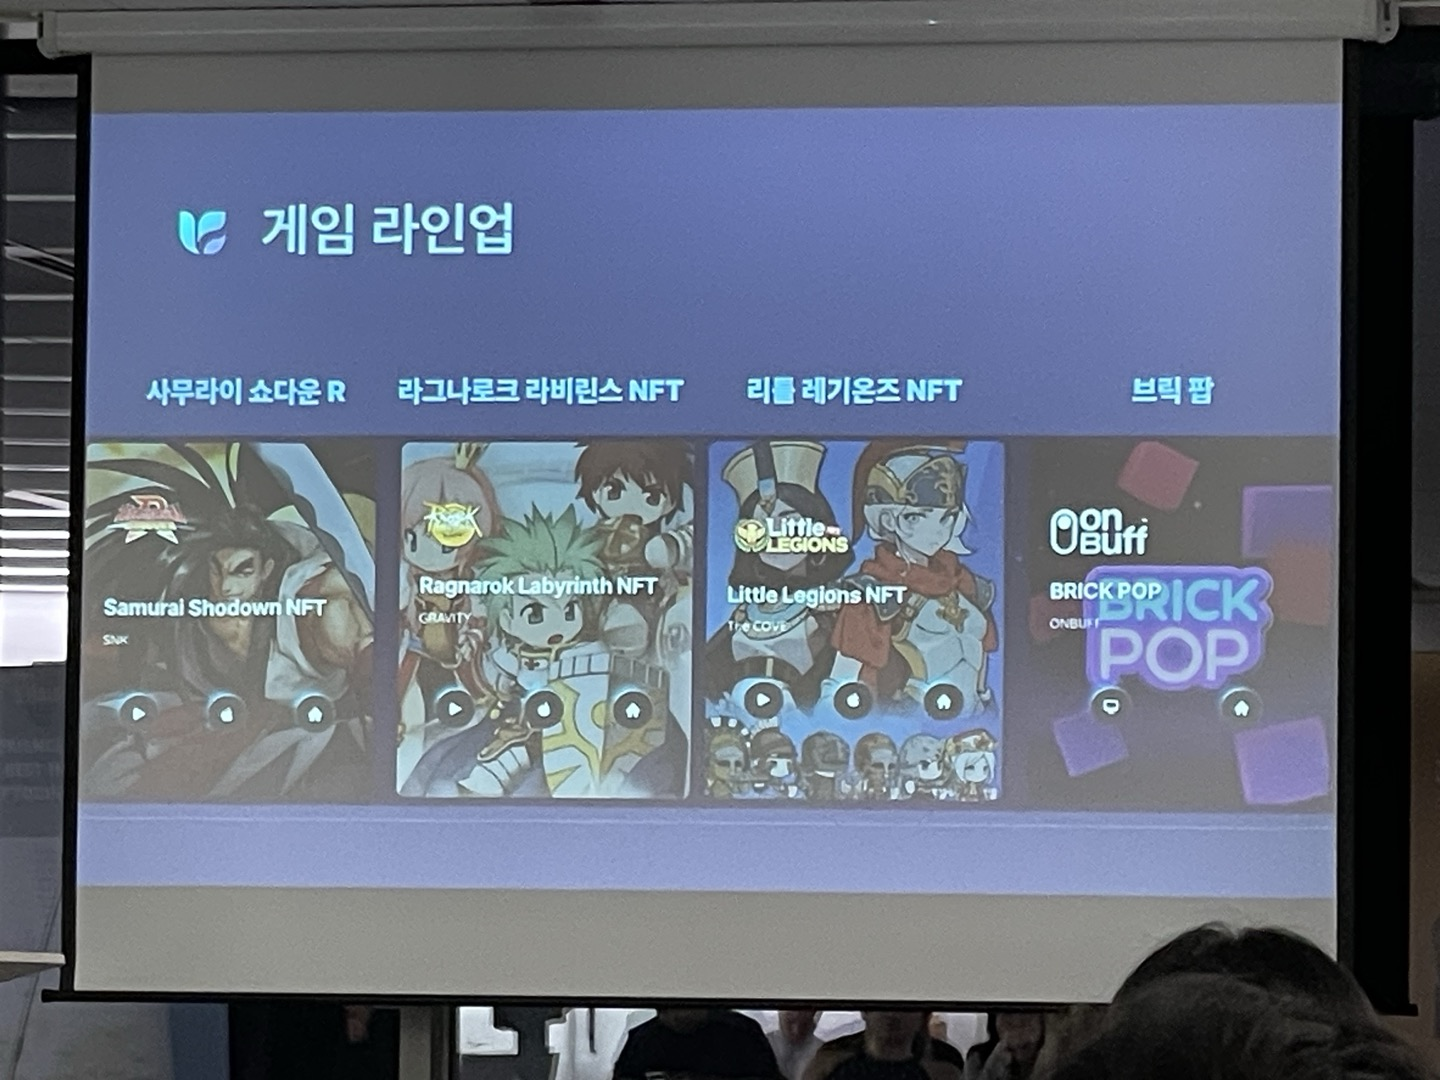 게임 라인업
사무라이 쇼다운 R
라그나로크 라비린스 NFT
리틀 레기온즈 NFT
브릭 팝
Samurai Shodown NFT
SNK
Ragnarok Labyrinth NFT
GRAVITY
Little
LEGIONS
Little Legions NFT
The COVE
on
Buff
BRICK POP
ONBUFF
BRICK
POP